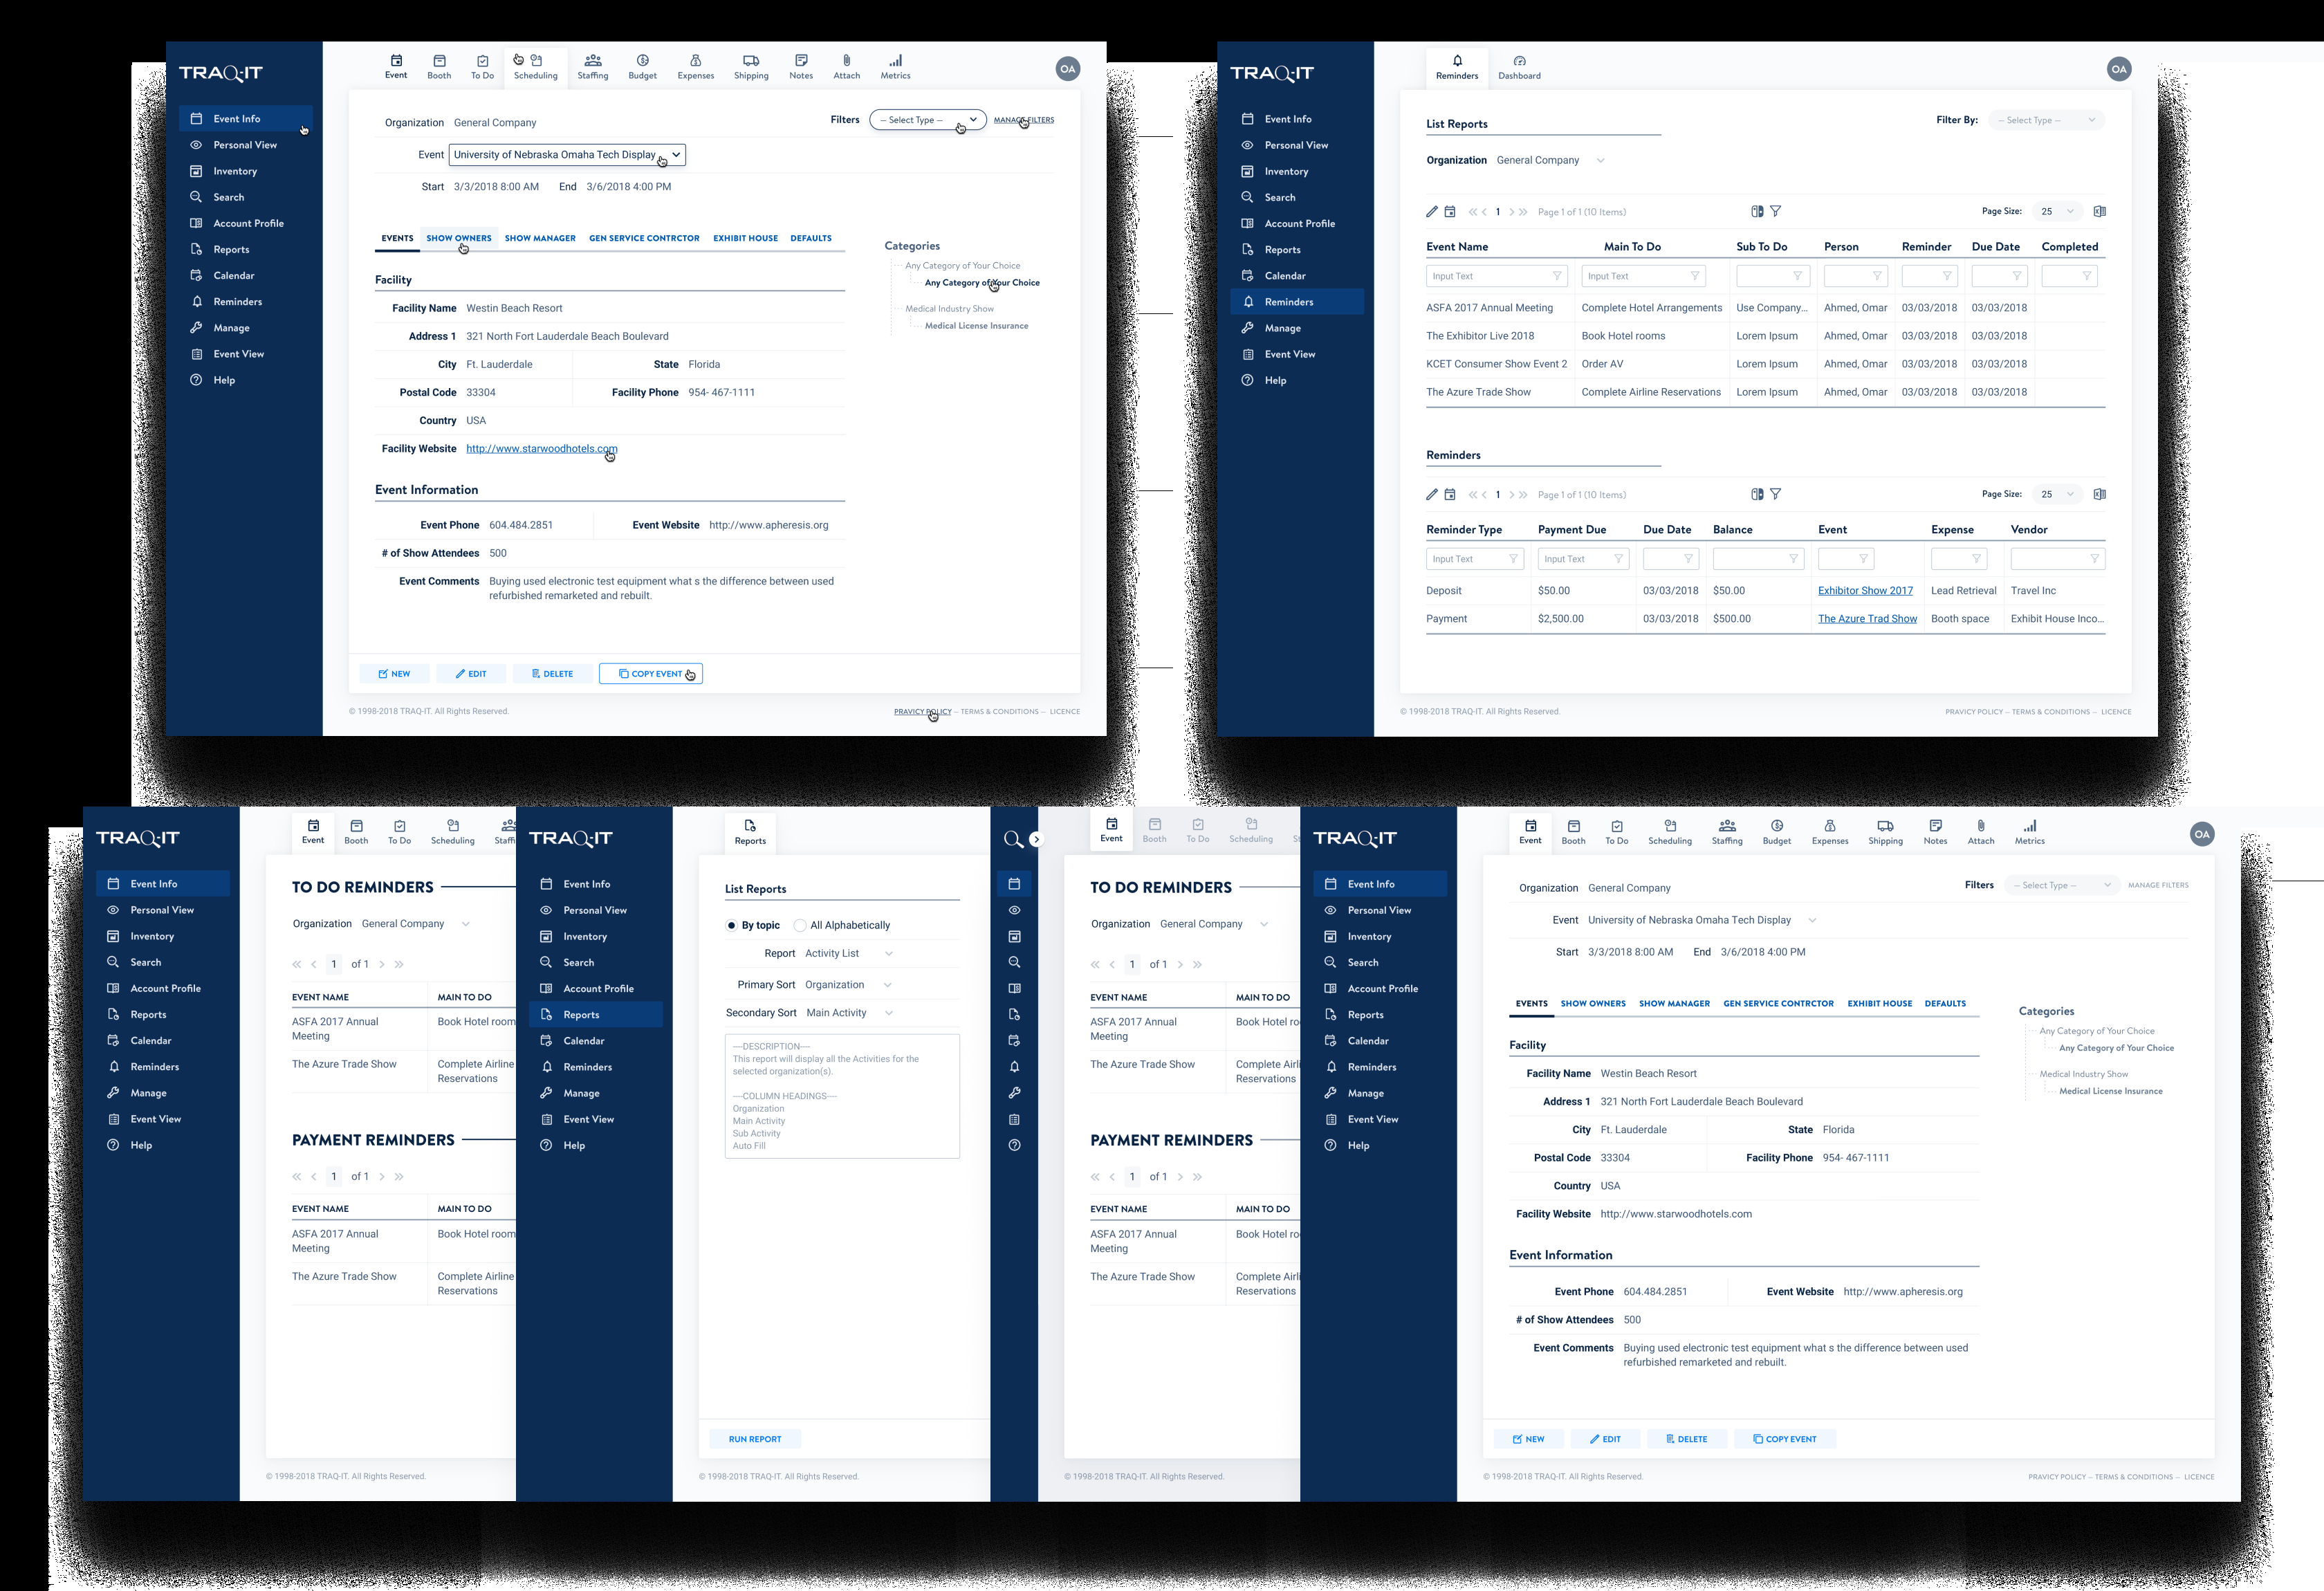 TRAQ-IT
Event Info
Personal View
Inventory
Search
Account Profile
Reports
Calendar
Reminders
Manage
Event View
Help
Event Booth To Do Scheduling Staffing Budget Expenses Shipping Notes Attach Metrics
OA
Organization General Company
Filters -- Select Type -- MANAGE FILTERS
Event University of Nebraska Omaha Tech Display
Start 3/3/2018 8:00 AM End 3/6/2018 4:00 PM
EVENTS SHOW OWNERS SHOW MANAGER GEN SERVICE CONTRCTOR EXHIBIT HOUSE DEFAULTS
Categories
Any Category of Your Choice
Any Category of Your Choice
Medical Industry Show
Medical License Insurance
Facility
Facility Name Westin Beach Resort
Address 1 321 North Fort Lauderdale Beach Boulevard
City Ft. Lauderdale State Florida
Postal Code 33304 Facility Phone 954- 467-1111
Country USA
Facility Website http://www.starwoodhotels.com
Event Information
Event Phone 604.484.2851 Event Website http://www.apheresis.org
# of Show Attendees 500
Event Comments Buying used electronic test equipment what s the difference between used
refurbished remarketed and rebuilt.
NEW EDIT DELETE COPY EVENT
© 1998-2018 TRAQ-IT. All Rights Reserved.
PRAVICY POLICY -- TERMS & CONDITIONS -- LICENCE
TRAQ-IT
Event Info
Personal View
Inventory
Search
Account Profile
Reports
Calendar
Reminders
Manage
Event View
Help
Reminders Dashboard
OA
List Reports
Filter By: -- Select Type --
Organization General Company
1 Page 1 of 1 (10 Items) Page Size: 25
Event Name Main To Do Sub To Do Person Reminder Due Date Completed
Input Text Input Text
ASFA 2017 Annual Meeting Complete Hotel Arrangements Use Company... Ahmed, Omar 03/03/2018 03/03/2018
The Exhibitor Live 2018 Book Hotel rooms Lorem Ipsum Ahmed, Omar 03/03/2018 03/03/2018
KCET Consumer Show Event 2 Order AV Lorem Ipsum Ahmed, Omar 03/03/2018 03/03/2018
The Azure Trade Show Complete Airline Reservations Lorem Ipsum Ahmed, Omar 03/03/2018 03/03/2018
Reminders
1 Page 1 of 1 (10 Items) Page Size: 25
Reminder Type Payment Due Due Date Balance Event Expense Vendor
Input Text Input Text
Deposit $50.00 03/03/2018 $50.00 Exhibitor Show 2017 Lead Retrieval Travel Inc
Payment $2,500.00 03/03/2018 $500.00 The Azure Trad Show Booth space Exhibit House Inco...
© 1998-2018 TRAQ-IT. All Rights Reserved.
PRAVICY POLICY -- TERMS & CONDITIONS -- LICENCE
TRAQ-IT
Event Info
Personal View
Inventory
Search
Account Profile
Reports
Calendar
Reminders
Manage
Event View
Help
Event Booth To Do Scheduling Staffi
TO DO REMINDERS
Organization General Company
1 of 1
EVENT NAME MAIN TO DO
ASFA 2017 Annual Book Hotel room
Meeting
The Azure Trade Show Complete Airline
Reservations
PAYMENT REMINDERS
1 of 1
EVENT NAME MAIN TO DO
ASFA 2017 Annual Book Hotel room
Meeting
The Azure Trade Show Complete Airline
Reservations
© 1998-2018 TRAQ-IT. All Rights Reserved.
TRAQ-IT
Event Info
Personal View
Inventory
Search
Account Profile
Reports
Calendar
Reminders
Manage
Event View
Help
Reports
List Reports
By topic All Alphabetically
Report Activity List
Primary Sort Organization
Secondary Sort Main Activity
----DESCRIPTION----
This report will display all the Activities for the
selected organization(s).
----COLUMN HEADINGS----
Organization
Main Activity
Sub Activity
Auto Fill
RUN REPORT
© 1998-2018 TRAQ-IT. All Rights Reserved.
Event Booth To Do Scheduling St
TO DO REMINDERS
Organization General Company
1 of 1
EVENT NAME MAIN TO DO
ASFA 2017 Annual Book Hotel ro
Meeting
The Azure Trade Show Complete Airli
Reservations
PAYMENT REMINDERS
1 of 1
EVENT NAME MAIN TO DO
ASFA 2017 Annual Book Hotel ro
Meeting
The Azure Trade Show Complete Airli
Reservations
© 1998-2018 TRAQ-IT. All Rights Reserved.
TRAQ-IT
Event Info
Personal View
Inventory
Search
Account Profile
Reports
Calendar
Reminders
Manage
Event View
Help
Event Booth To Do Scheduling Staffing Budget Expenses Shipping Notes Attach Metrics
OA
Organization General Company
Filters -- Select Type -- MANAGE FILTERS
Event University of Nebraska Omaha Tech Display
Start 3/3/2018 8:00 AM End 3/6/2018 4:00 PM
EVENTS SHOW OWNERS SHOW MANAGER GEN SERVICE CONTRCTOR EXHIBIT HOUSE DEFAULTS
Categories
Any Category of Your Choice
Any Category of Your Choice
Medical Industry Show
Medical License Insurance
Facility
Facility Name Westin Beach Resort
Address 1 321 North Fort Lauderdale Beach Boulevard
City Ft. Lauderdale State Florida
Postal Code 33304 Facility Phone 954- 467-1111
Country USA
Facility Website http://www.starwoodhotels.com
Event Information
Event Phone 604.484.2851 Event Website http://www.apheresis.org
# of Show Attendees 500
Event Comments Buying used electronic test equipment what s the difference between used
refurbished remarketed and rebuilt.
NEW EDIT DELETE COPY EVENT
© 1998-2018 TRAQ-IT. All Rights Reserved.
PRAVICY POLICY -- TERMS & CONDITIONS -- LICENCE